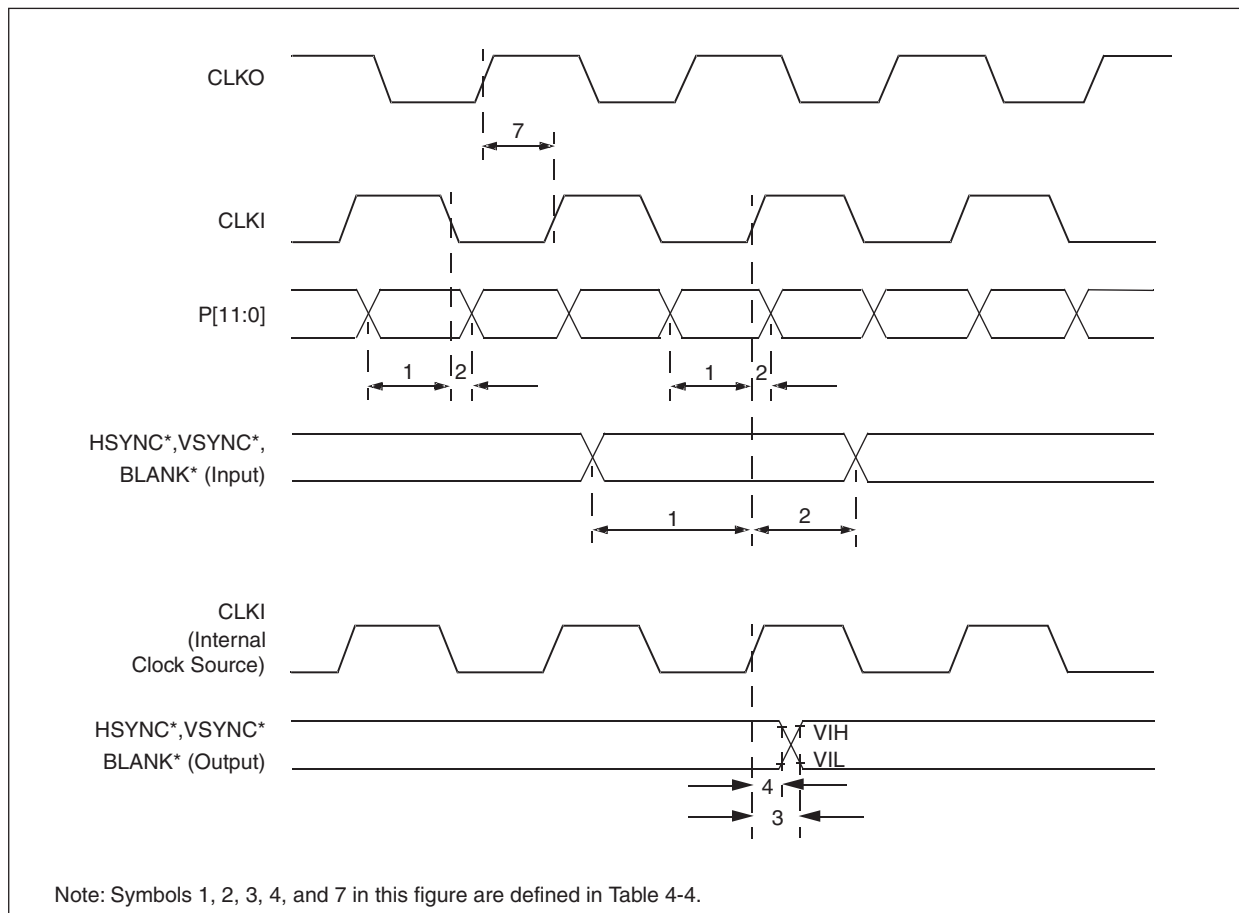 CLKO
7
CLKI
P[11:0]
1
2
1
2
HSYNC*,VSYNC*,
BLANK* (Input)
1
2
CLKI
(Internal
Clock Source)
HSYNC*,VSYNC*
BLANK* (Output)
VIH
VIL
4
3
Note: Symbols 1, 2, 3, 4, and 7 in this figure are defined in Table 4-4.